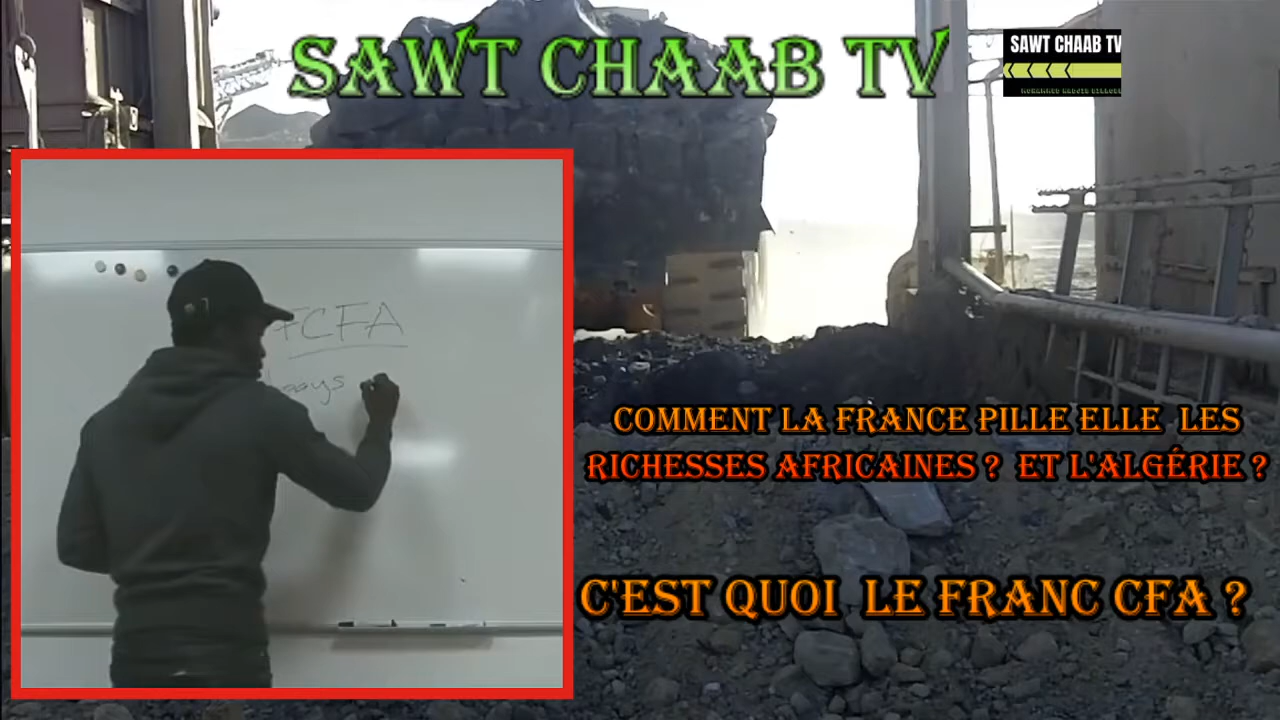 SAWT CHAAB TV
SAWT CHAAB TV
FCFA
pays
COMMENT LA FRANCE PILLE ELLE LES
RICHESSES AFRICAINES ? ET L'ALGÉRIE ?
C'EST QUOI LE FRANC CFA ?